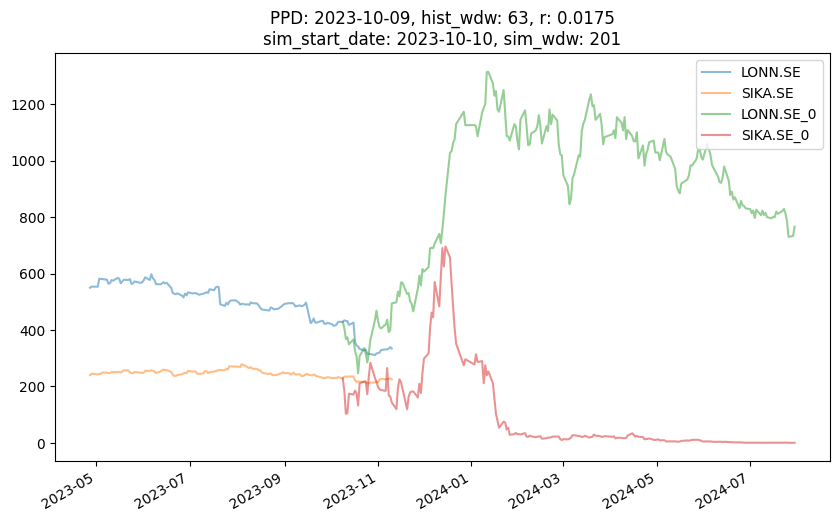 PPD: 2023-10-09, hist_wdw: 63, r: 0.0175
sim_start_date: 2023-10-10, sim_wdw: 201
LONN.SE
SIKA.SE
LONN.SE_0
SIKA.SE_0
1200
1000
800
600
400
200
0
2023-05
2023-07
2023-09
2023-11
2024-01
2024-03
2024-05
2024-07